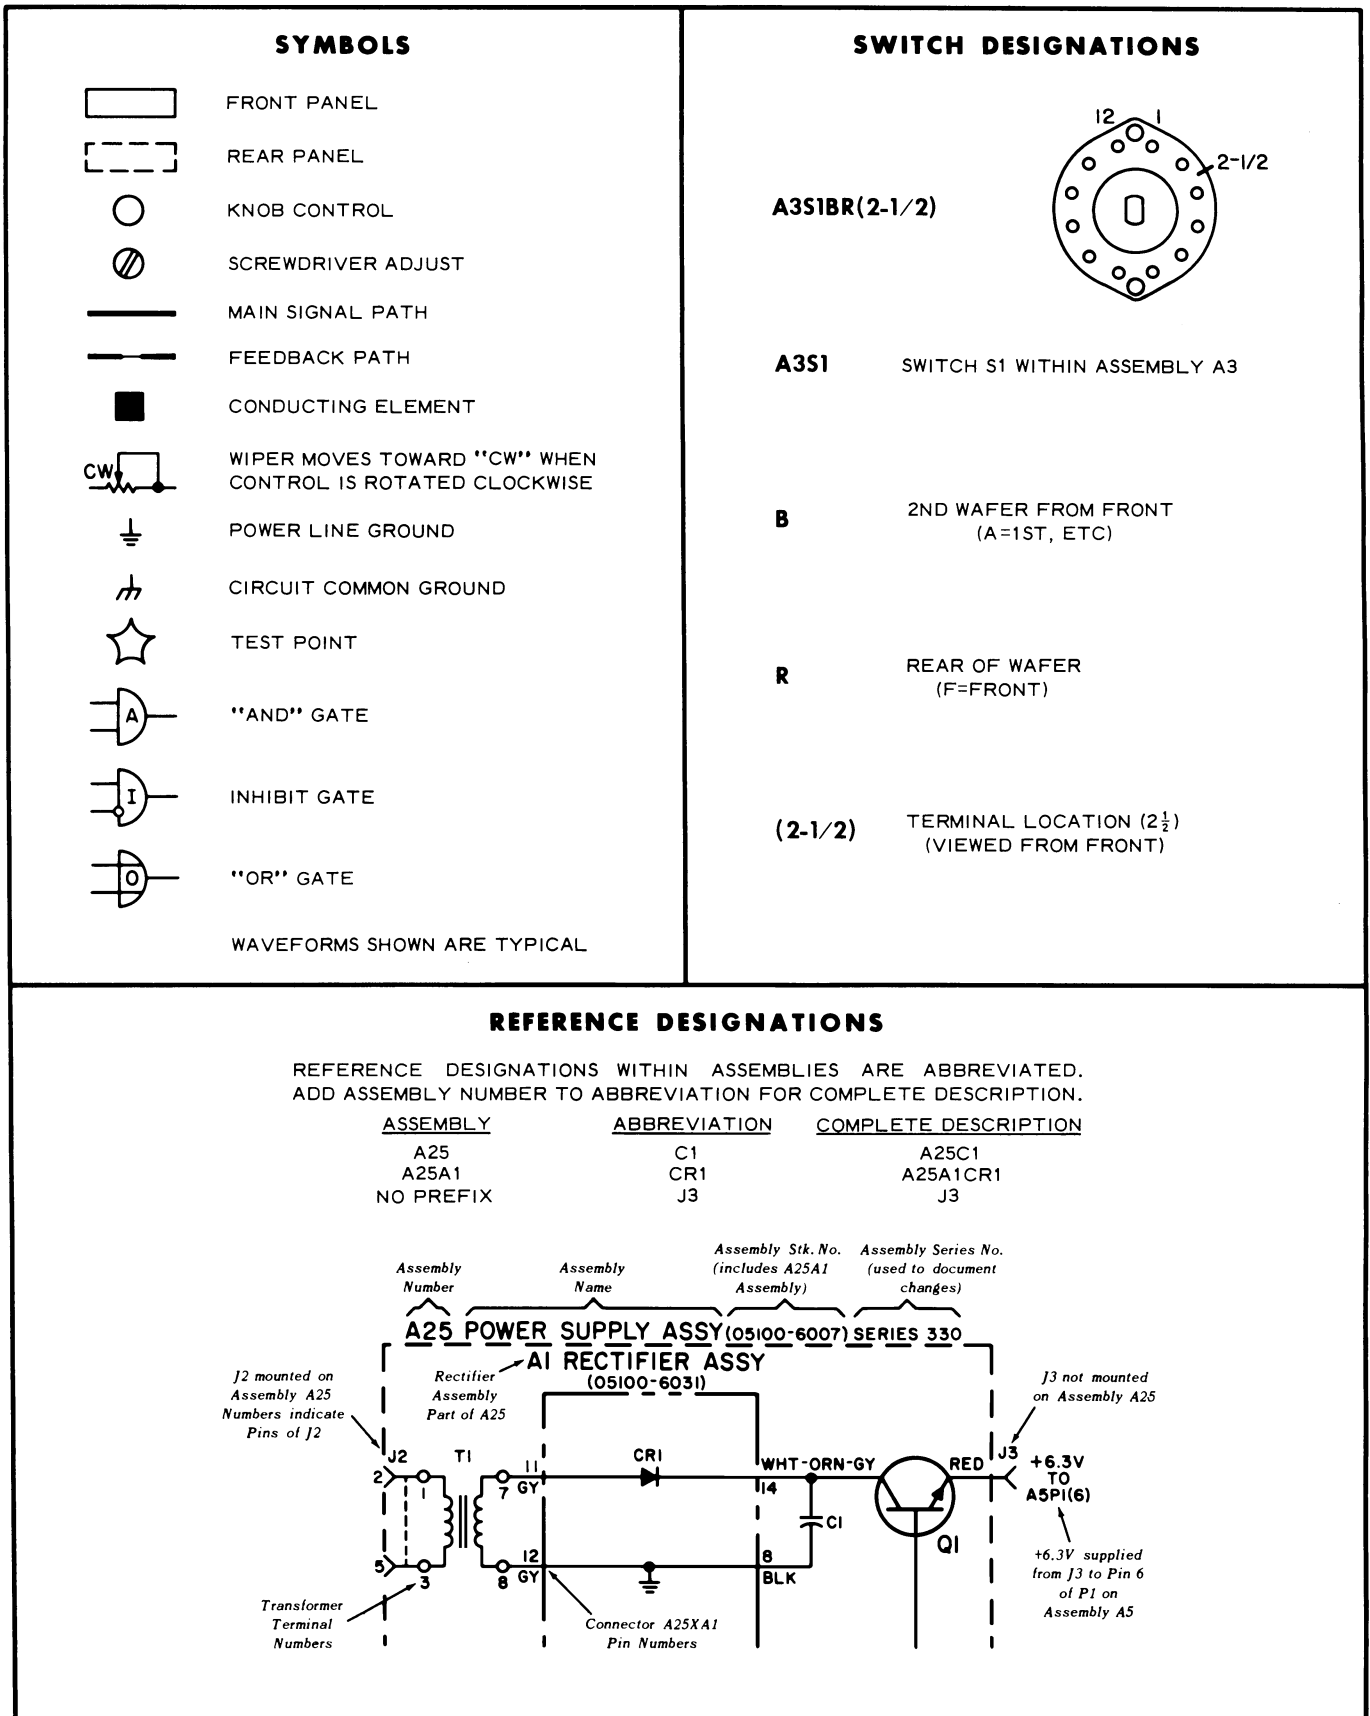 SYMBOLS
FRONT PANEL
REAR PANEL
KNOB CONTROL
SCREWDRIVER ADJUST
MAIN SIGNAL PATH
FEEDBACK PATH
CONDUCTING ELEMENT
CW
WIPER MOVES TOWARD "CW" WHEN
CONTROL IS ROTATED CLOCKWISE
POWER LINE GROUND
CIRCUIT COMMON GROUND
TEST POINT
A
"AND" GATE
I
INHIBIT GATE
O
"OR" GATE
WAVEFORMS SHOWN ARE TYPICAL
SWITCH DESIGNATIONS
12 1
2-1/2
A3S1BR(2-1/2)
A3S1 SWITCH S1 WITHIN ASSEMBLY A3
B 2ND WAFER FROM FRONT
(A=1ST, ETC)
R REAR OF WAFER
(F=FRONT)
(2-1/2) TERMINAL LOCATION (2½)
(VIEWED FROM FRONT)
REFERENCE DESIGNATIONS
REFERENCE DESIGNATIONS WITHIN ASSEMBLIES ARE ABBREVIATED.
ADD ASSEMBLY NUMBER TO ABBREVIATION FOR COMPLETE DESCRIPTION.
ASSEMBLY ABBREVIATION COMPLETE DESCRIPTION
A25 C1 A25C1
A25A1 CR1 A25A1CR1
NO PREFIX J3 J3
Assembly
Number
Assembly
Name
Assembly Stk. No.
(includes A25A1
Assembly)
Assembly Series No.
(used to document
changes)
A25 POWER SUPPLY ASSY (05100-6007) SERIES 330
A1 RECTIFIER ASSY
(05100-6031)
J2 mounted on
Assembly A25
Numbers indicate
Pins of J2
Rectifier
Assembly
Part of A25
J3 not mounted
on Assembly A25
J2 T1 CR1 WHT-ORN-GY RED J3
2 1 7 11 GY 14
+6.3V
TO
A5P1(6)
C1
Q1
5 3 8 12 GY 8 BLK
+6.3V supplied
from J3 to Pin 6
of P1 on
Assembly A5
Transformer
Terminal
Numbers
Connector A25XA1
Pin Numbers